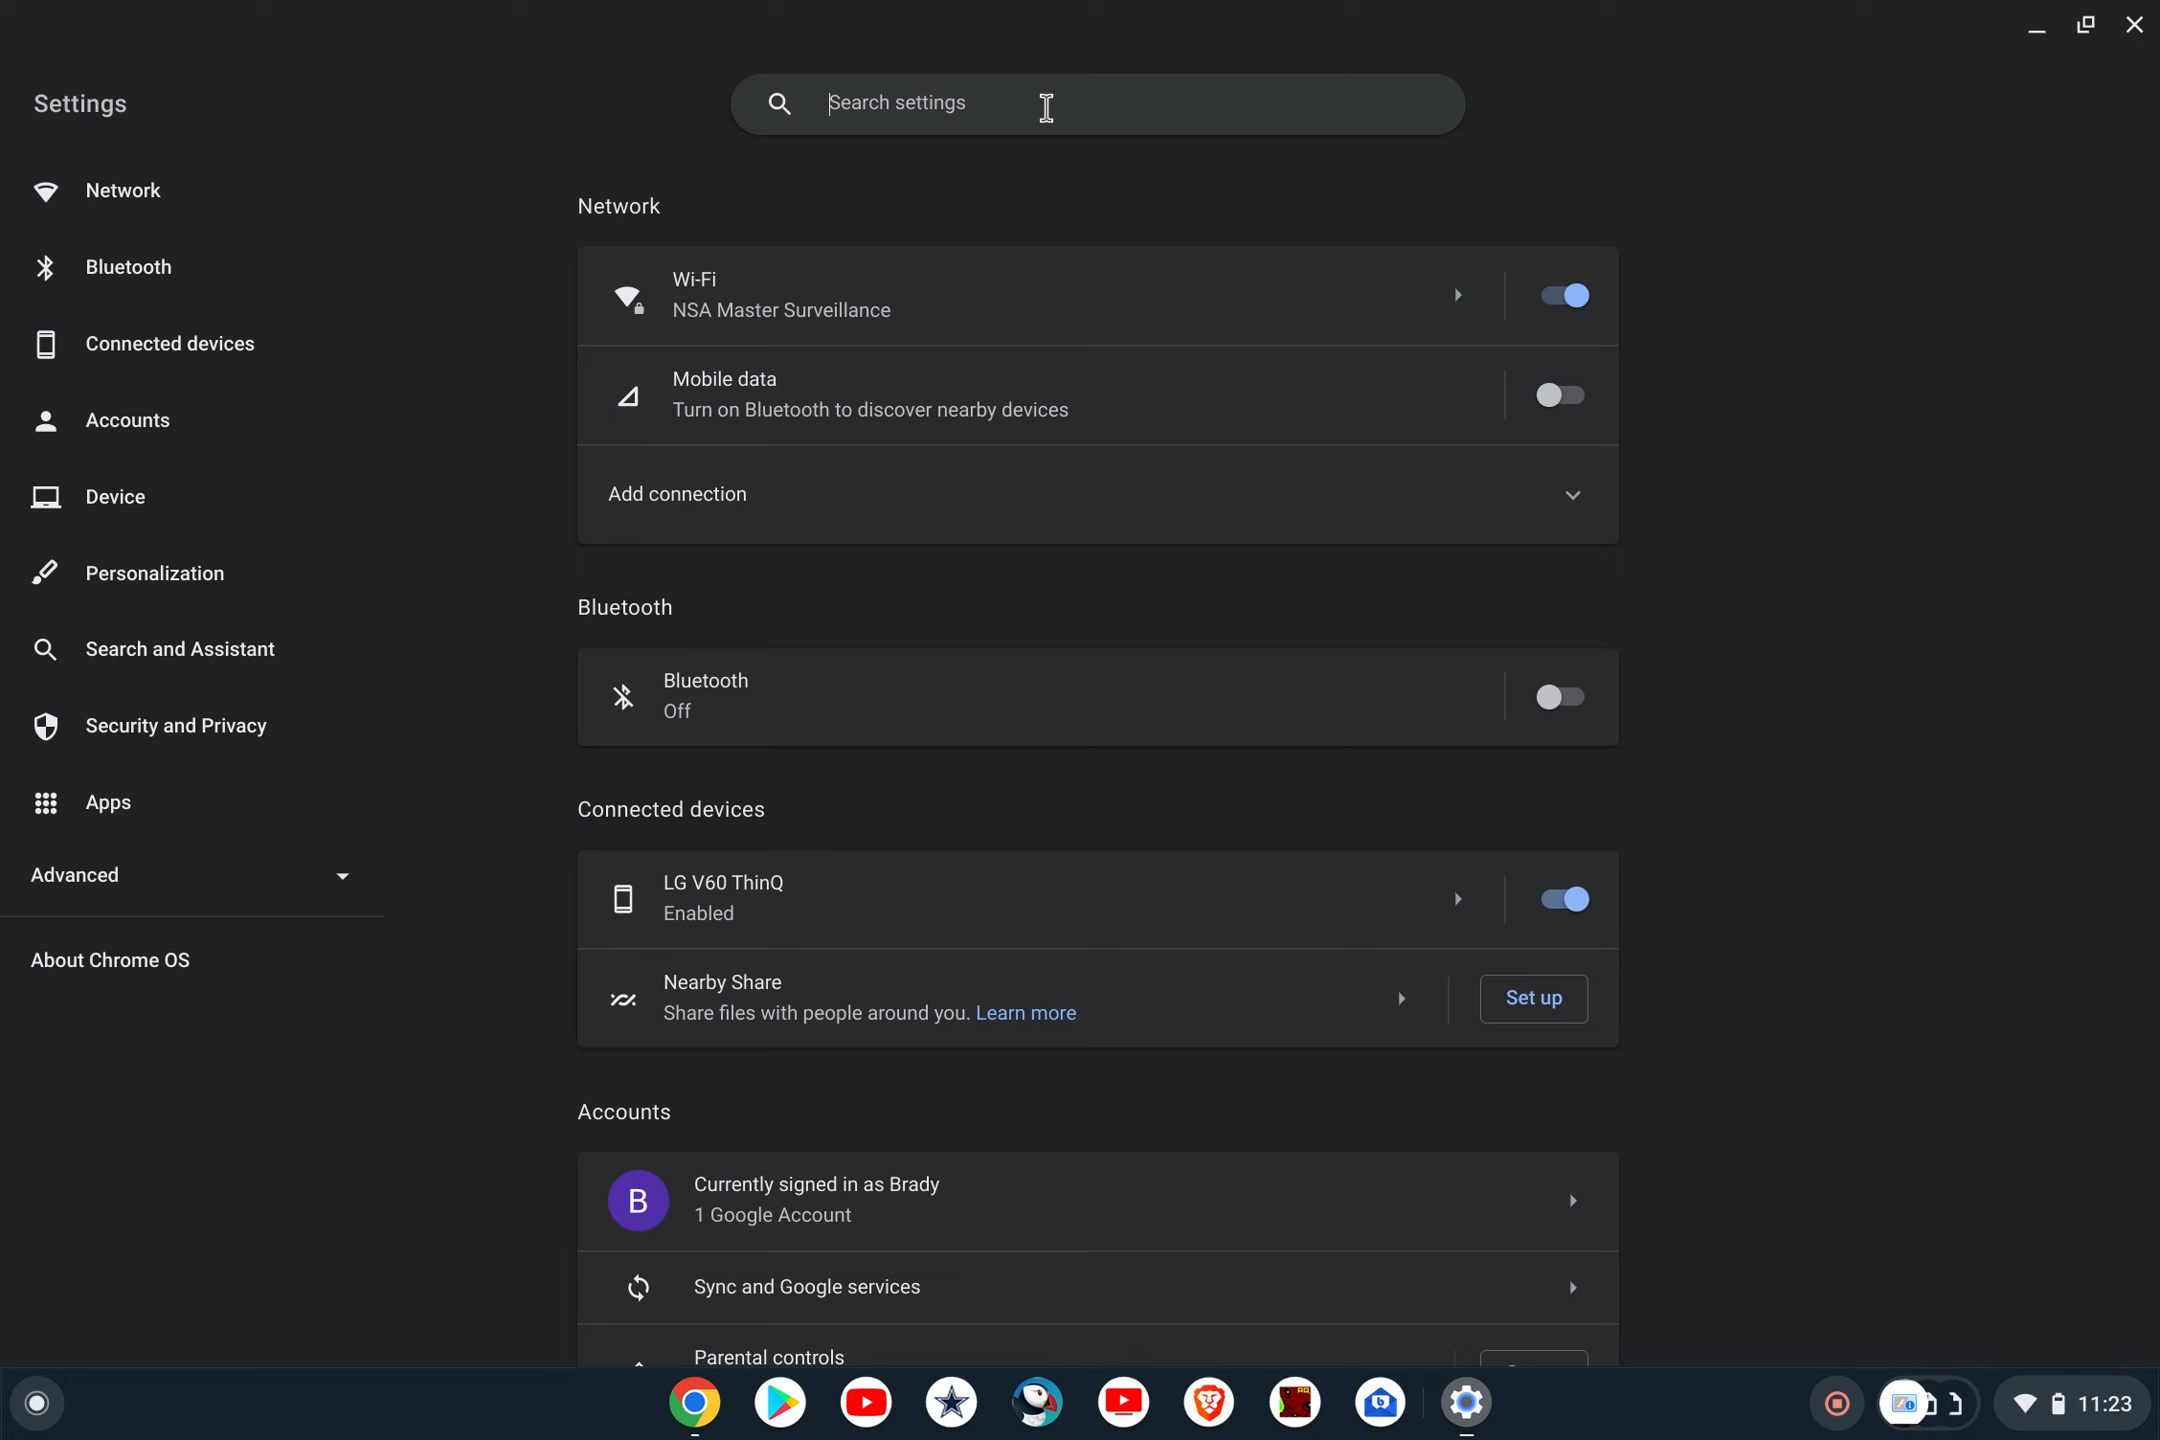 Settings
Search settings
Network
Bluetooth
Connected devices
Accounts
Device
Personalization
Search and Assistant
Security and Privacy
Apps
Advanced
About Chrome OS
Network
Wi-Fi
NSA Master Surveillance
Mobile data
Turn on Bluetooth to discover nearby devices
Add connection
Bluetooth
Bluetooth
Off
Connected devices
LG V60 ThinQ
Enabled
Nearby Share
Share files with people around you. Learn more
Set up
Accounts
B
Currently signed in as Brady
1 Google Account
Sync and Google services
Parental controls
11:23